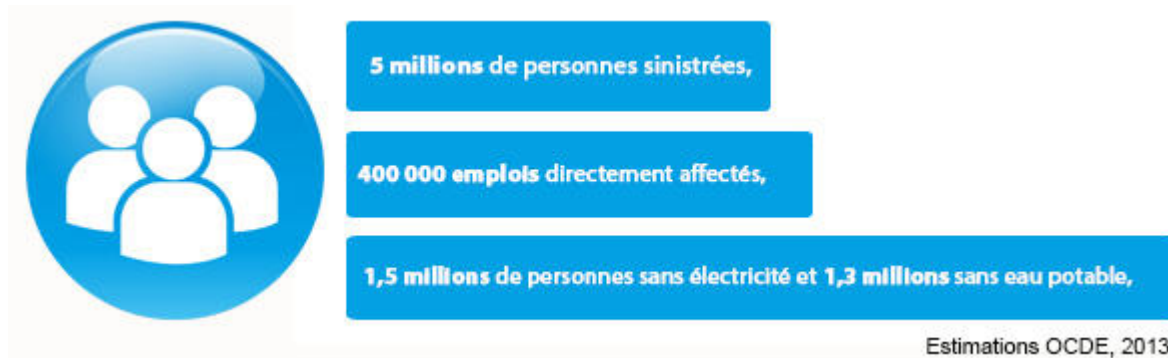 5 millions de personnes sinistrées,
400 000 emplois directement affectés,
1,5 millions de personnes sans électricité et 1,3 millions sans eau potable,
Estimations OCDE, 2013